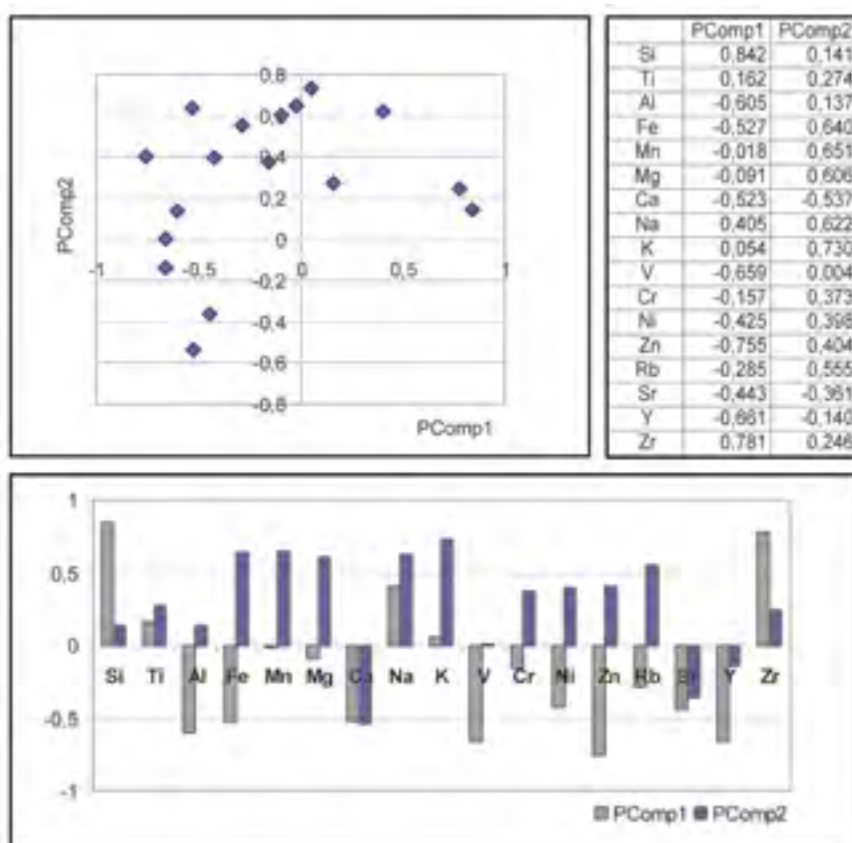 PComp1 PComp2
Si 0,842 0,141
Ti 0,162 0,274
Al -0,605 0,137
Fe -0,527 0,640
Mn -0,018 0,651
Mg -0,091 0,606
Ca -0,523 -0,537
Na 0,405 0,622
K 0,054 0,730
V -0,659 0,004
Cr -0,157 0,373
Ni -0,425 0,398
Zn -0,755 0,404
Rb -0,285 0,555
Sr -0,443 -0,361
Y -0,661 -0,140
Zr 0,781 0,246
PComp2
0,8
0,6
0,4
0,2
0
-1 -0,5 0 0,5 1
-0,2
-0,4
-0,6
-0,8
PComp1
1
0,5
0
Si Ti Al Fe Mn Mg Ca Na K V Cr Ni Zn Rb Sr Y Zr
-0,5
-1
PComp1 PComp2